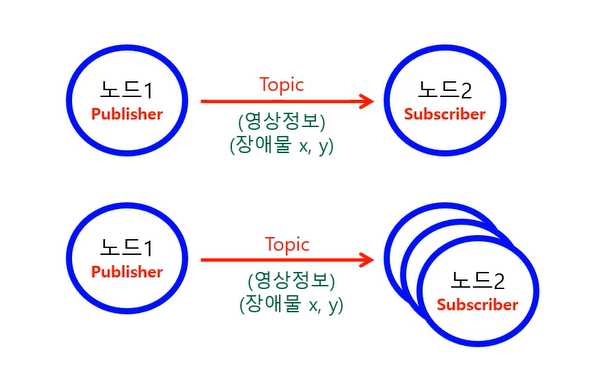 노드1
Publisher
Topic
(영상정보)
(장애물 x, y)
노드2
Subscriber
노드1
Publisher
Topic
(영상정보)
(장애물 x, y)
노드2
Subscriber